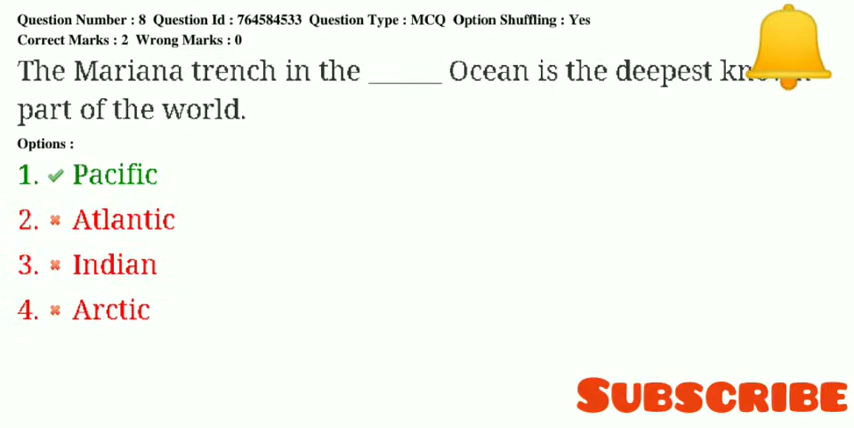 Question Number : 8 Question Id : 764584533 Question Type : MCQ Option Shuffling : Yes
Correct Marks : 2 Wrong Marks : 0
The Mariana trench in the ______ Ocean is the deepest
part of the world.
Options :
1. ✔ Pacific
2. ✖ Atlantic
3. ✖ Indian
4. ✖ Arctic
SUBSCRIBE